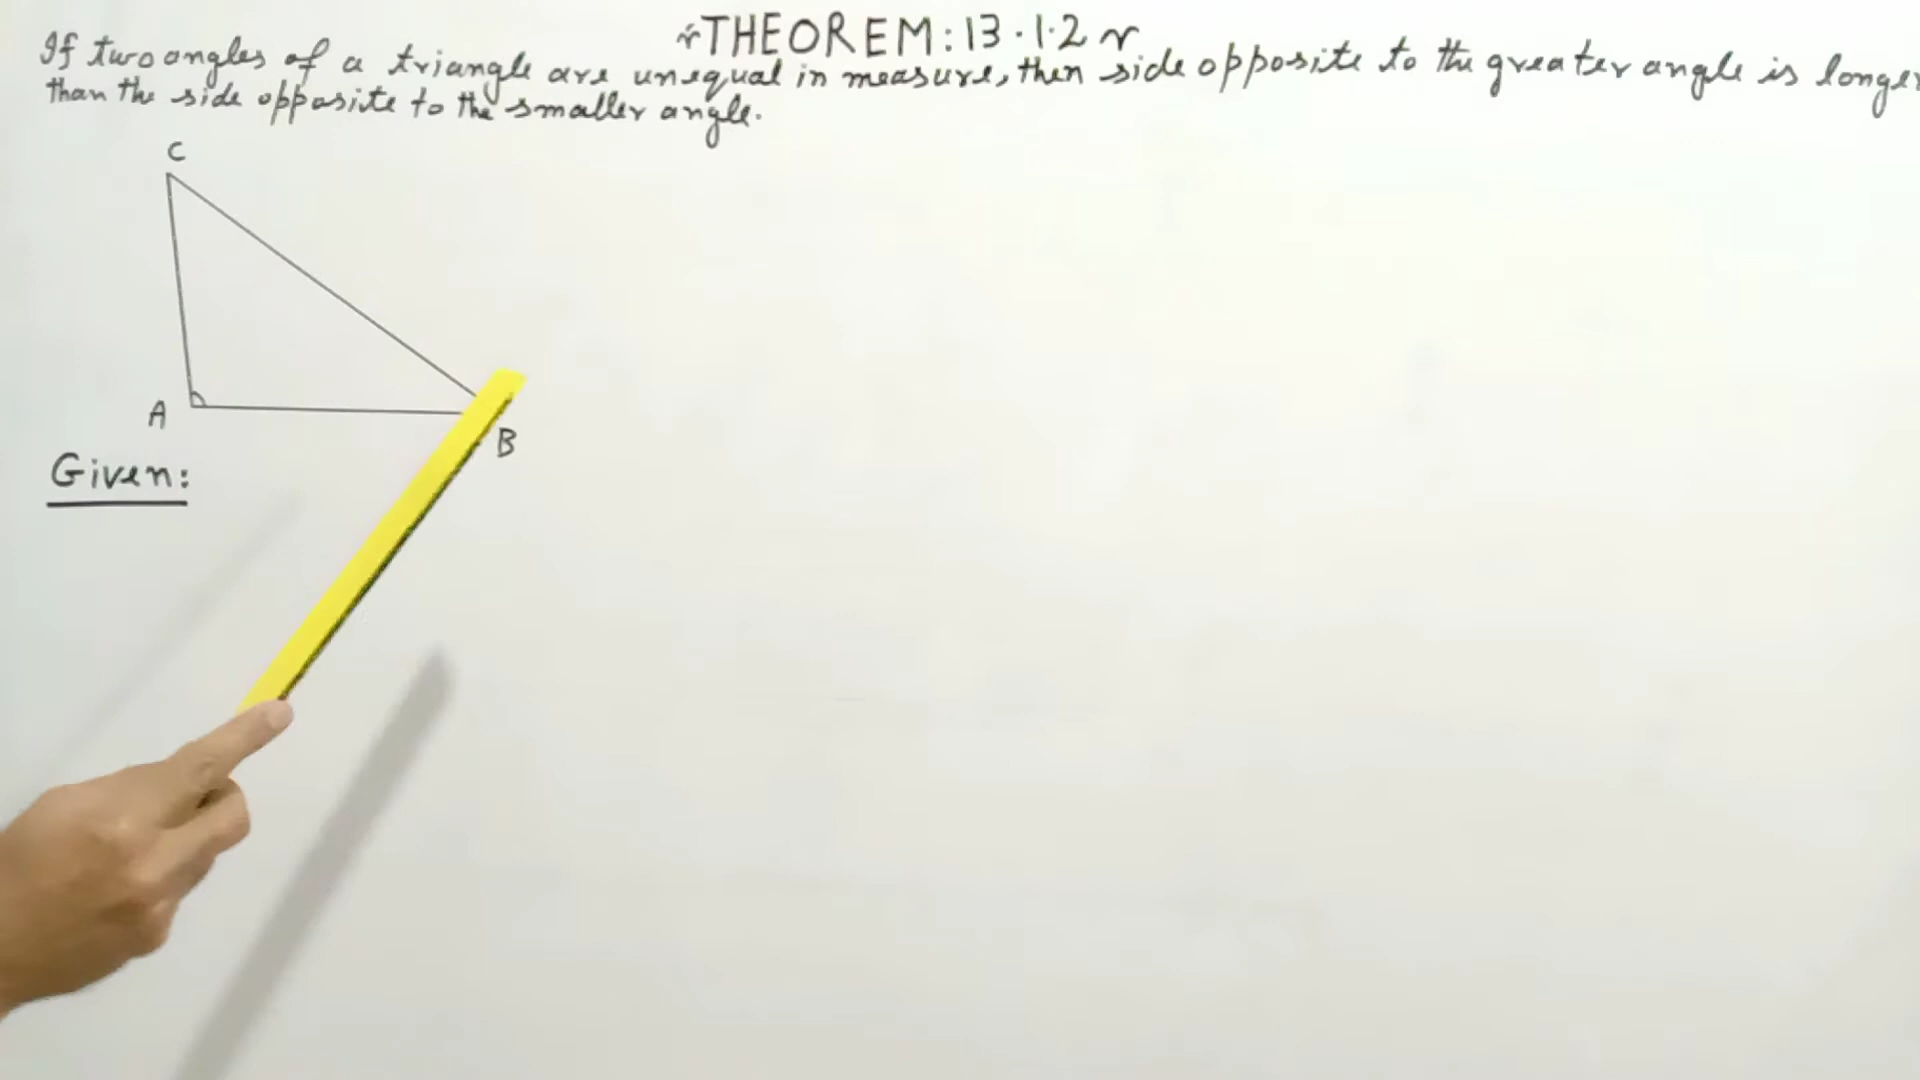 THEOREM: 13.1.2
If two angles of a triangle are unequal in measure, then side opposite to the greater angle is longer
than the side opposite to the smaller angle.
C
A
B
Given: